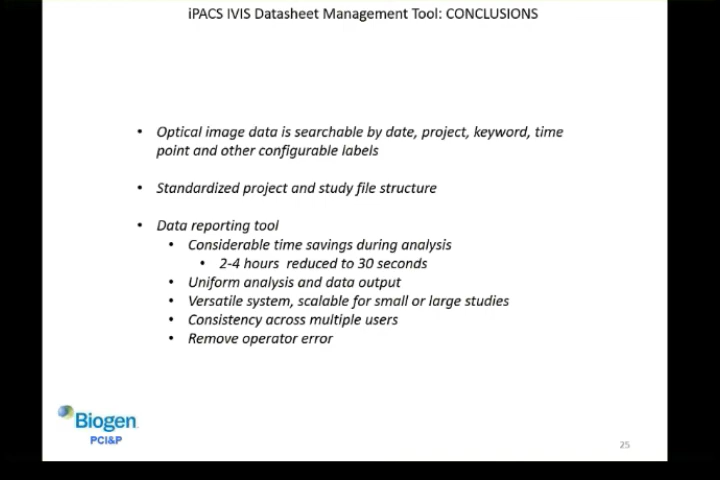 iPACS IVIS Datasheet Management Tool: CONCLUSIONS
• Optical image data is searchable by date, project, keyword, time
point and other configurable labels
• Standardized project and study file structure
• Data reporting tool
• Considerable time savings during analysis
• 2-4 hours reduced to 30 seconds
• Uniform analysis and data output
• Versatile system, scalable for small or large studies
• Consistency across multiple users
• Remove operator error
Biogen
PCI&P
25